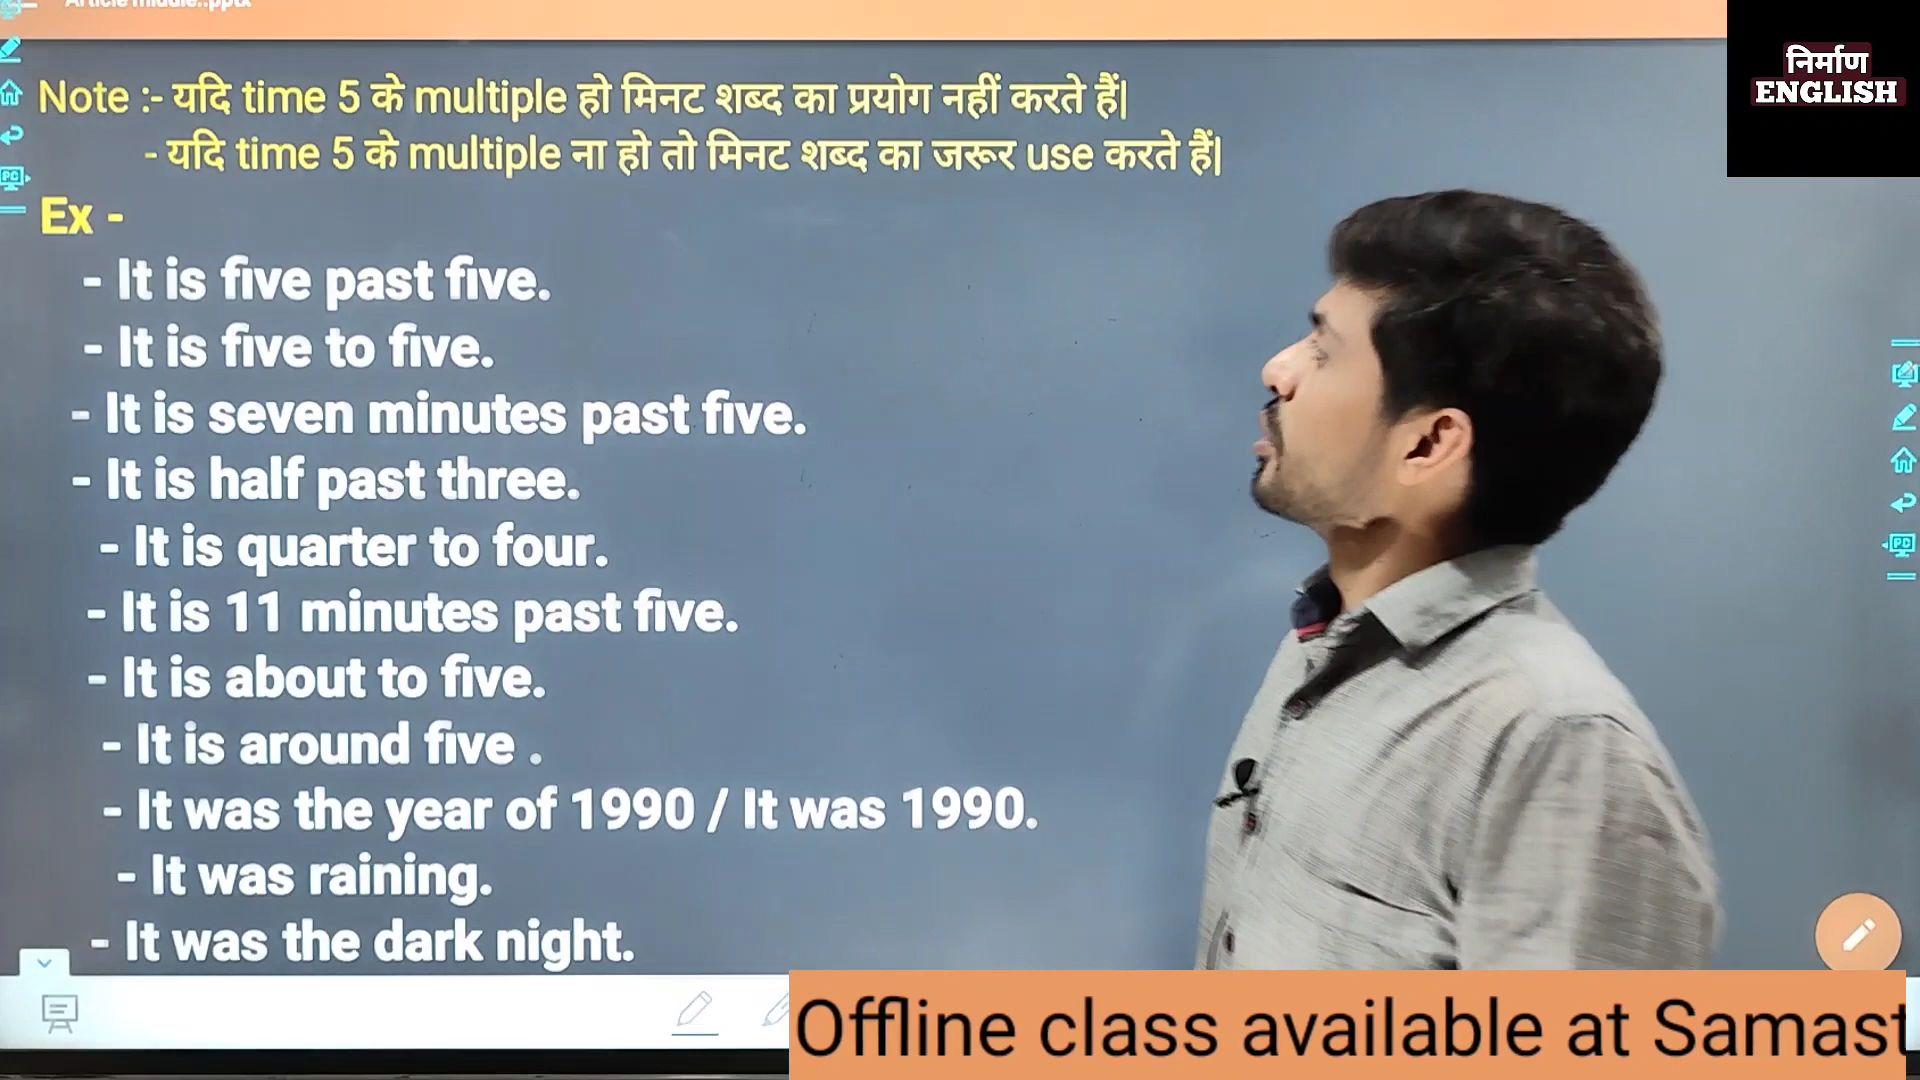 Article middle..pptx
निर्माण
ENGLISH
Note :- यदि time 5 के multiple हो मिनट शब्द का प्रयोग नहीं करते हैं|
- यदि time 5 के multiple ना हो तो मिनट शब्द का जरूर use करते हैं|
Ex -
- It is five past five.
- It is five to five.
- It is seven minutes past five.
- It is half past three.
- It is quarter to four.
- It is 11 minutes past five.
- It is about to five.
- It is around five .
- It was the year of 1990 / It was 1990.
- It was raining.
- It was the dark night.
Offline class available at Samast